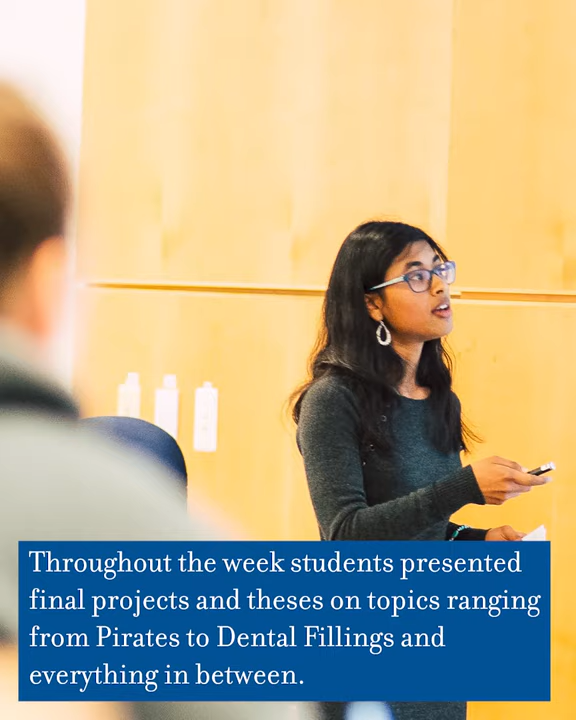 Throughout the week students presented
final projects and theses on topics ranging
from Pirates to Dental Fillings and
everything in between.